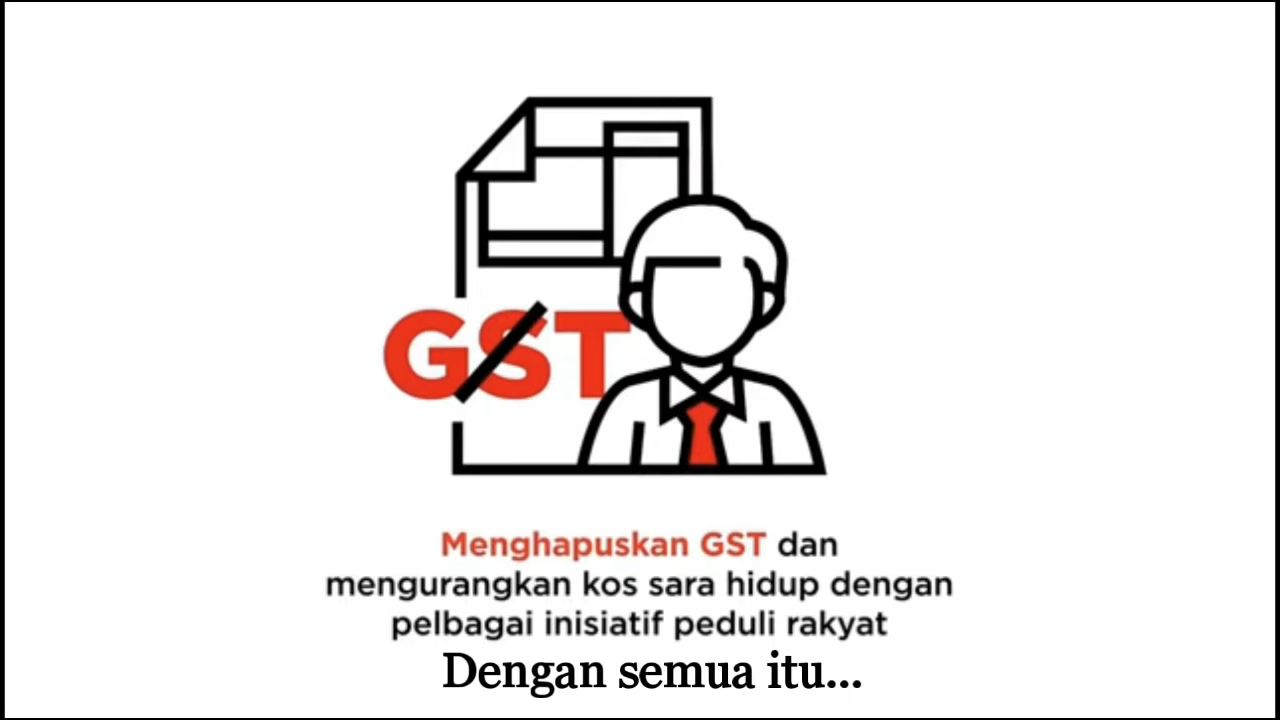 GST
Menghapuskan GST dan
mengurangkan kos sara hidup dengan
pelbagai inisiatif peduli rakyat
Dengan semua itu...